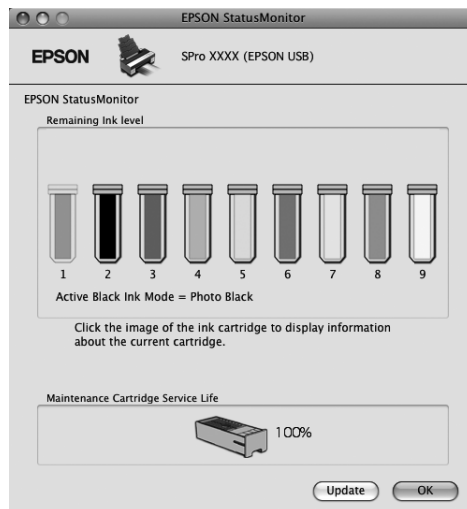 EPSON StatusMonitor
EPSON SPro XXXX (EPSON USB)
EPSON StatusMonitor
Remaining Ink level
1 2 3 4 5 6 7 8 9
Active Black Ink Mode = Photo Black
Click the image of the ink cartridge to display information
about the current cartridge.
Maintenance Cartridge Service Life
100%
Update OK